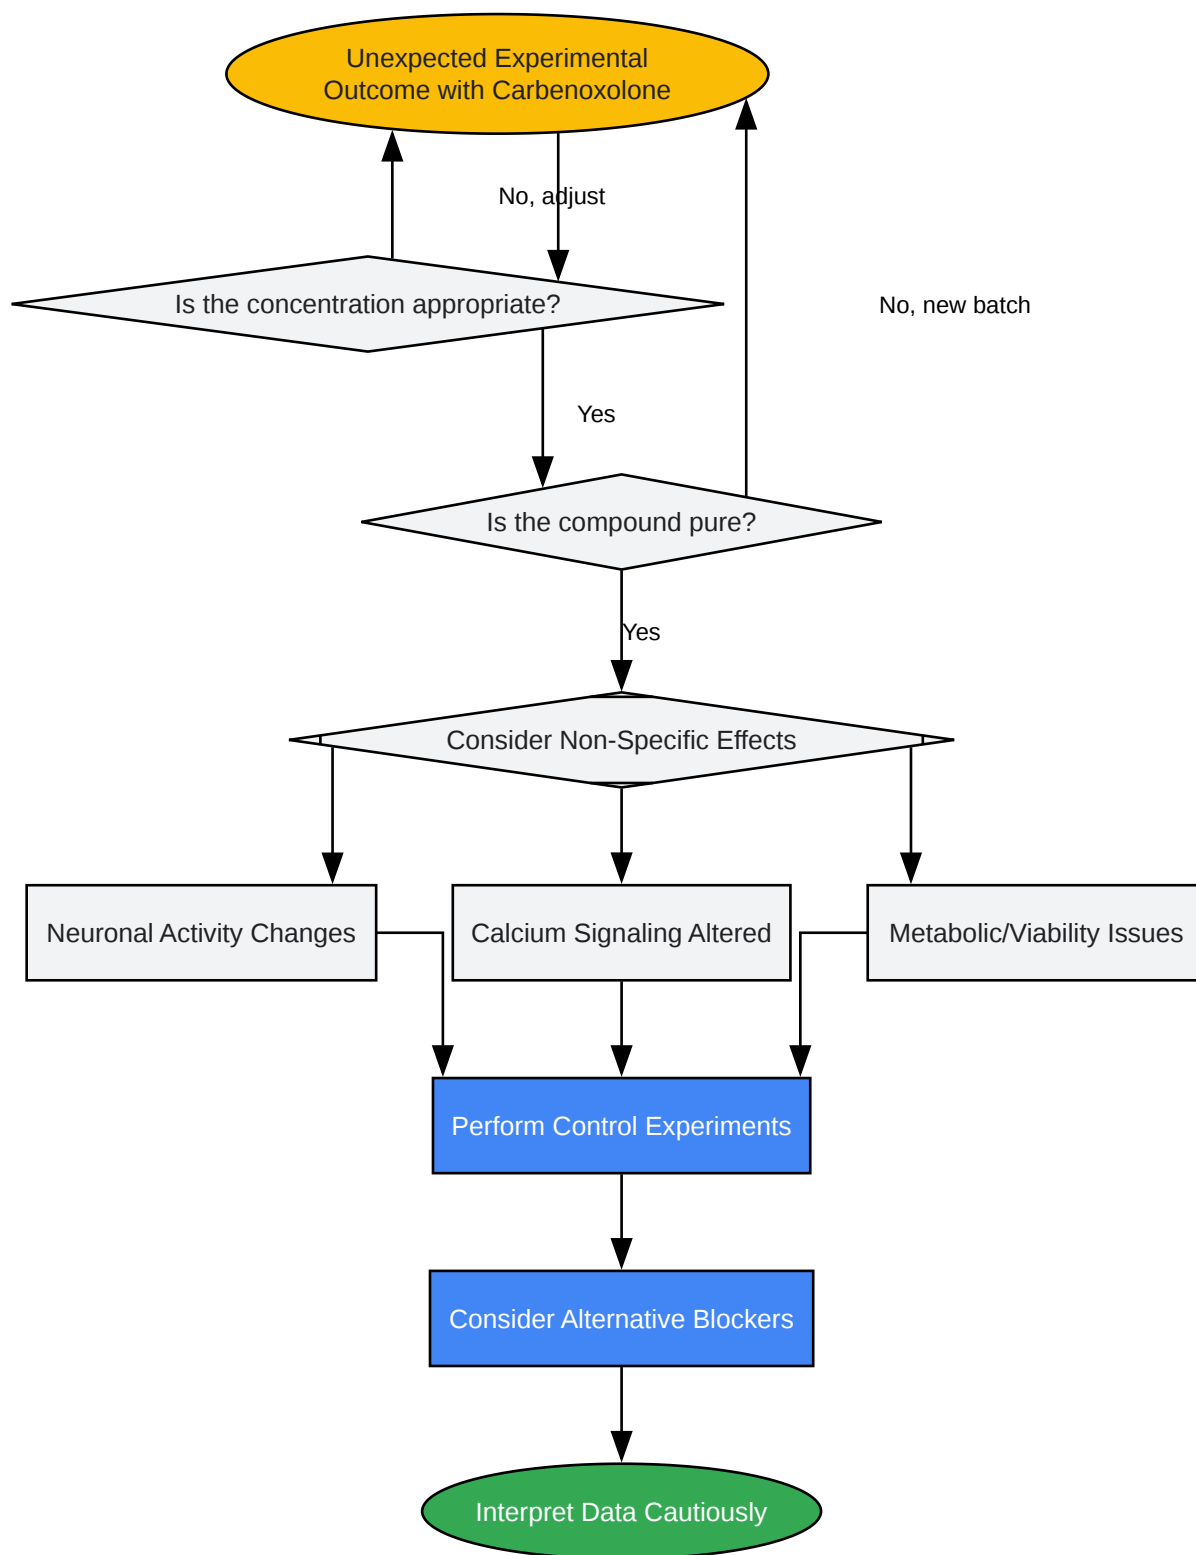 Unexpected Experimental
Outcome with Carbenoxolone
No, adjust
Is the concentration appropriate?
No, new batch
Yes
Is the compound pure?
Yes
Consider Non-Specific Effects
Neuronal Activity Changes
Calcium Signaling Altered
Metabolic/Viability Issues
Perform Control Experiments
Consider Alternative Blockers
Interpret Data Cautiously